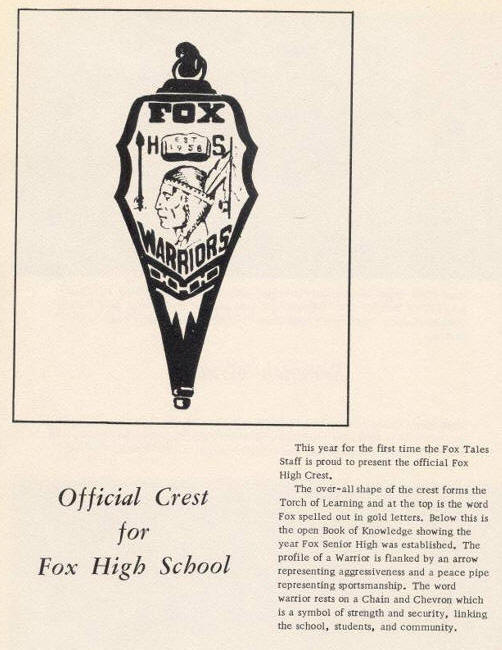 FOX
H EST S
1958
WARRIORS
Official Crest
for
Fox High School
This year for the first time the Fox Tales
Staff is proud to present the official Fox
High Crest.
The over-all shape of the crest forms the
Torch of Learning and at the top is the word
Fox spelled out in gold letters. Below this is
the open Book of Knowledge showing the
year Fox Senior High was established. The
profile of a Warrior is flanked by an arrow
representing aggressiveness and a peace pipe
representing sportsmanship. The word
warrior rests on a Chain and Chevron which
is a symbol of strength and security, linking
the school, students, and community.